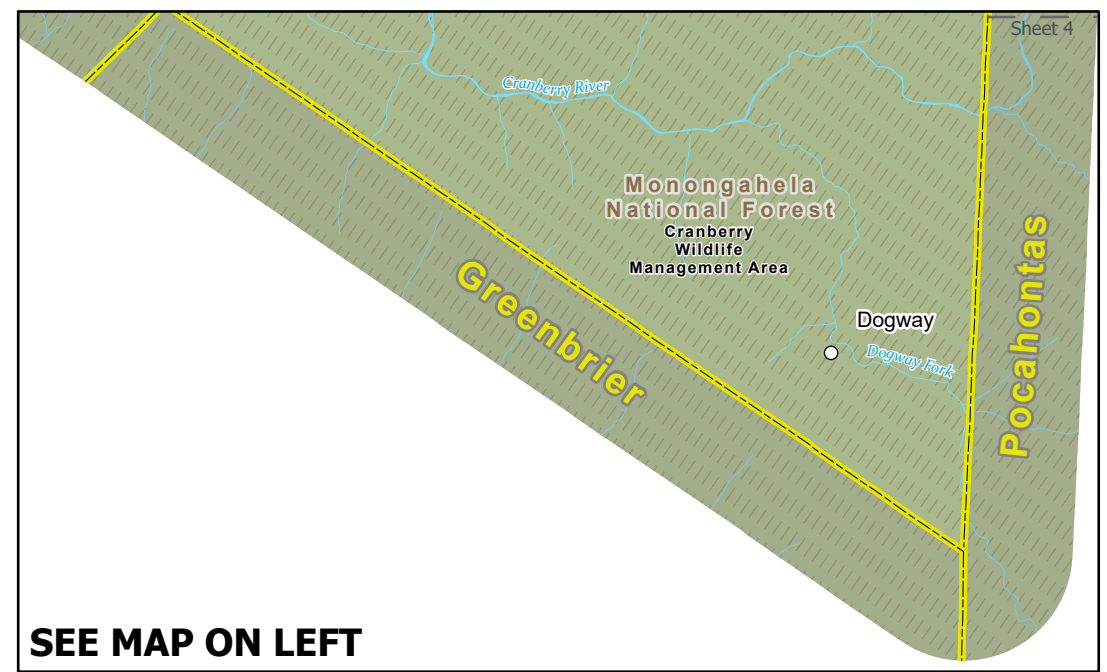 Sheet 4
Cranberry River
Monongahela
National Forest
Cranberry
Wildlife
Management Area
Pocahontas
Greenbrier
Dogway
Dogway Fork
SEE MAP ON LEFT